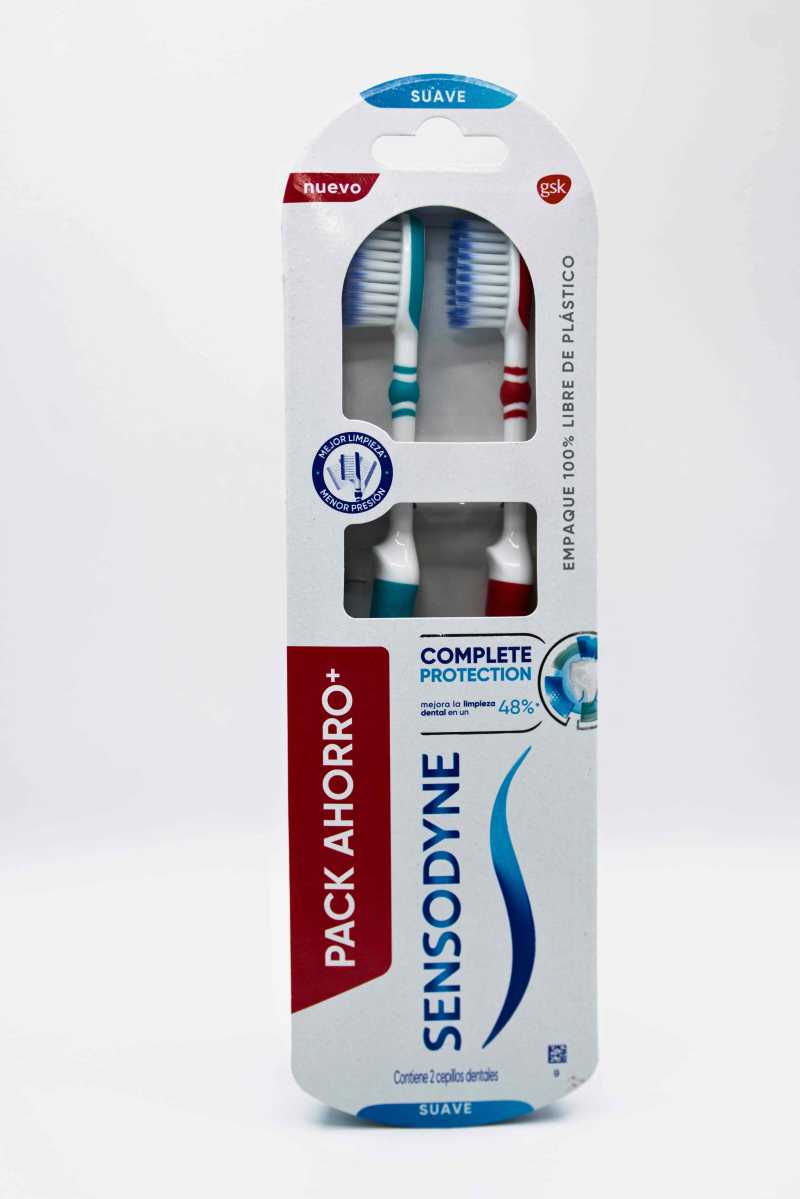 SUAVE
nuevo
gsk
EMPAQUE 100% LIBRE DE PLÁSTICO
MEJOR LIMPIEZA*
MENOR PRESIÓN
COMPLETE
PROTECTION
mejora la limpieza
dental en un
48%*
PACK AHORRO+
SENSODYNE
Contiene 2 cepillos dentales
SUAVE